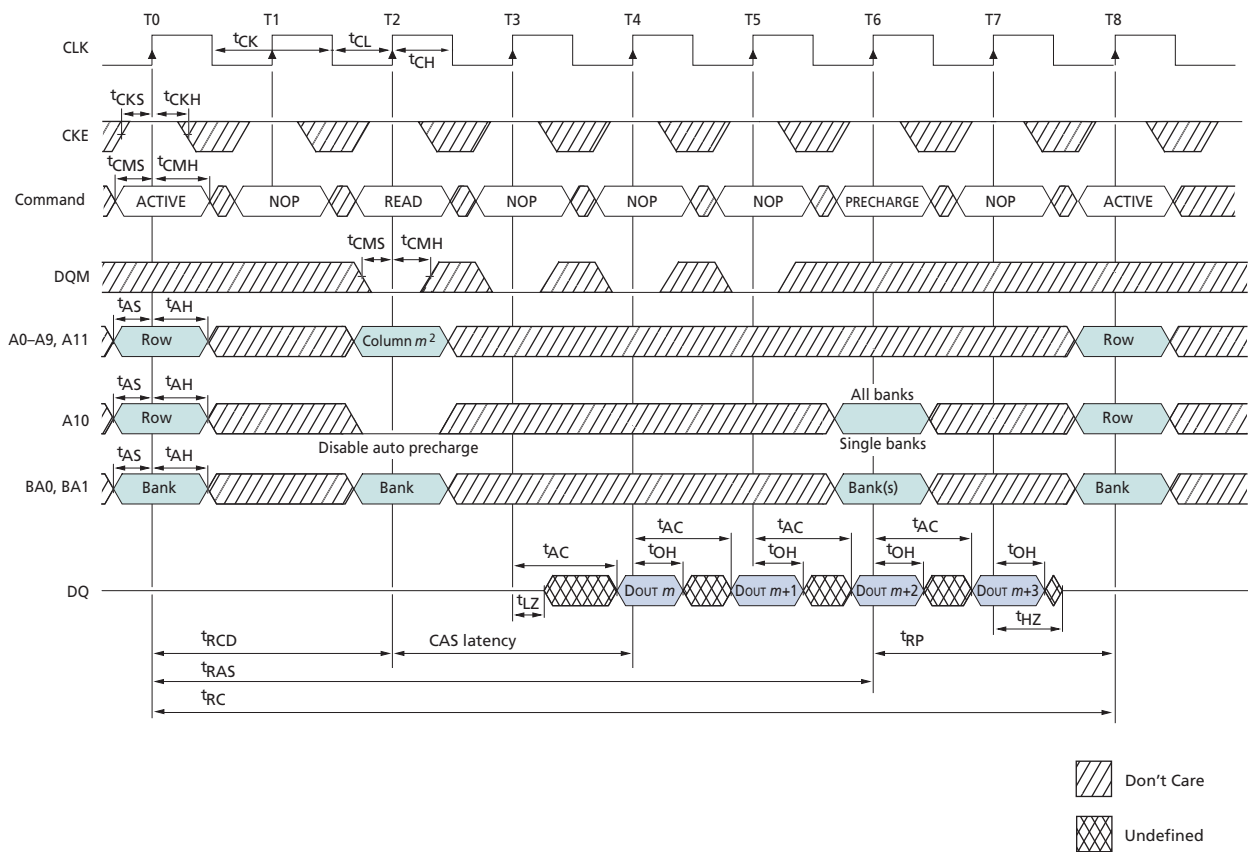 T0 T1 T2 T3 T4 T5 T6 T7 T8
CLK
tCK tCL tCH
tCKS tCKH
CKE
tCMS tCMH
Command ACTIVE NOP READ NOP NOP NOP PRECHARGE NOP ACTIVE
tCMS tCMH
DQM
tAS tAH
A0–A9, A11 Row Column m2 Row
tAS tAH All banks
A10 Row Row
Disable auto precharge Single banks
tAS tAH
BA0, BA1 Bank Bank Bank(s) Bank
tAC tAC tAC
tAC tOH tOH tOH tOH
DQ DOUT m DOUT m+1 DOUT m+2 DOUT m+3
tLZ tHZ
tRCD CAS latency tRP
tRAS
tRC
Don't Care
Undefined